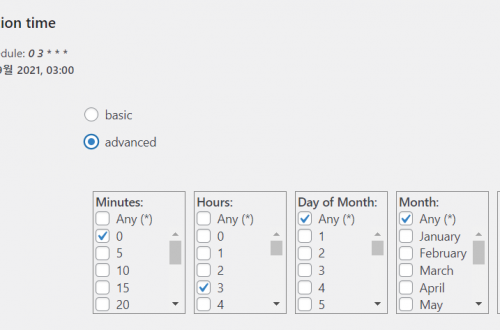 ion time
dule: 0 3 * * *
9월 2021, 03:00
basic
advanced
Minutes: Hours: Day of Month: Month:
Any (*) Any (*) Any (*) Any (*)
0 0 1 January
5 1 2 February
10 2 3 March
15 3 4 April
20 4 5 May